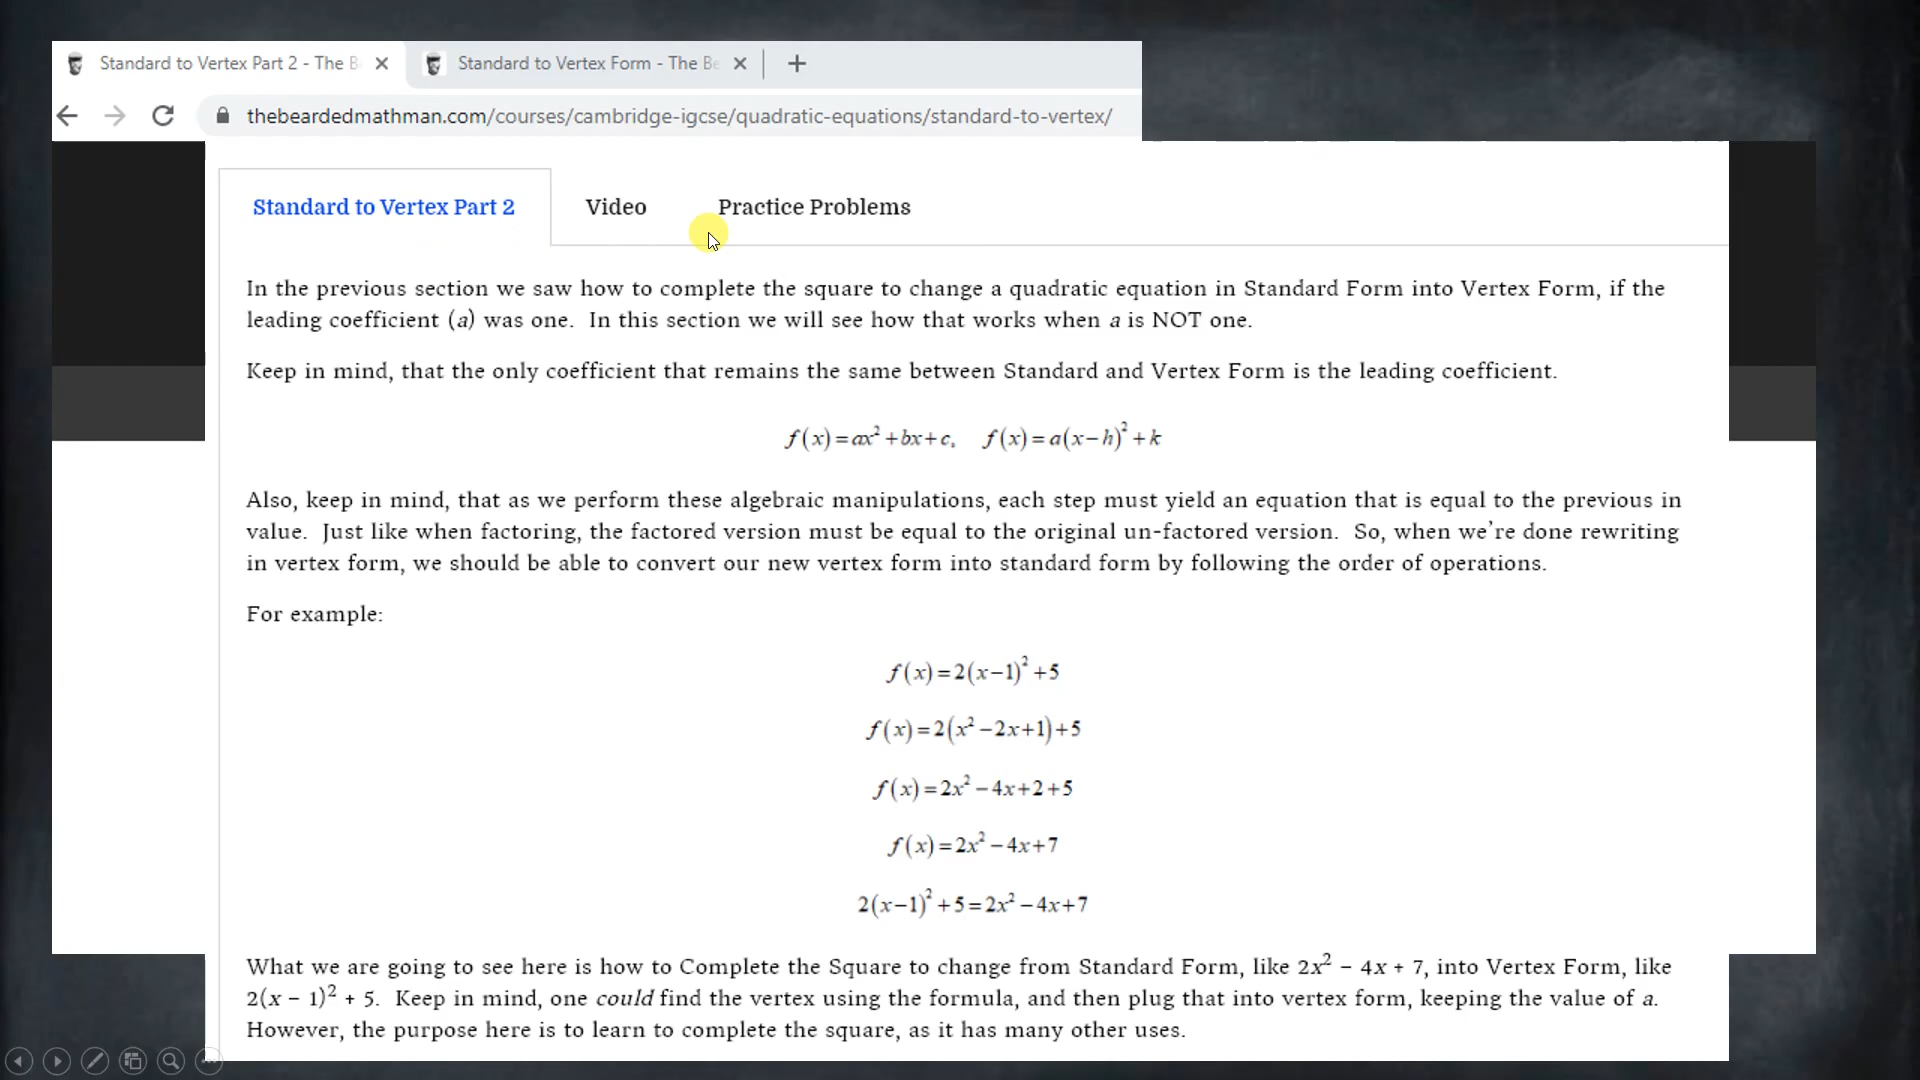 Standard to Vertex Part 2 - The B
Standard to Vertex Form - The Be
thebeardedmathman.com/courses/cambridge-igcse/quadratic-equations/standard-to-vertex/
Standard to Vertex Part 2
Video
Practice Problems
In the previous section we saw how to complete the square to change a quadratic equation in Standard Form into Vertex Form, if the
leading coefficient (a) was one. In this section we will see how that works when a is NOT one.
Keep in mind, that the only coefficient that remains the same between Standard and Vertex Form is the leading coefficient.
f(x)=ax²+bx+c, f(x)=a(x−h)²+k
Also, keep in mind, that as we perform these algebraic manipulations, each step must yield an equation that is equal to the previous in
value. Just like when factoring, the factored version must be equal to the original un-factored version. So, when we’re done rewriting
in vertex form, we should be able to convert our new vertex form into standard form by following the order of operations.
For example:
f(x)=2(x−1)²+5
f(x)=2(x²−2x+1)+5
f(x)=2x²−4x+2+5
f(x)=2x²−4x+7
2(x−1)²+5=2x²−4x+7
What we are going to see here is how to Complete the Square to change from Standard Form, like 2x² − 4x + 7, into Vertex Form, like
2(x − 1)² + 5. Keep in mind, one could find the vertex using the formula, and then plug that into vertex form, keeping the value of a.
However, the purpose here is to learn to complete the square, as it has many other uses.